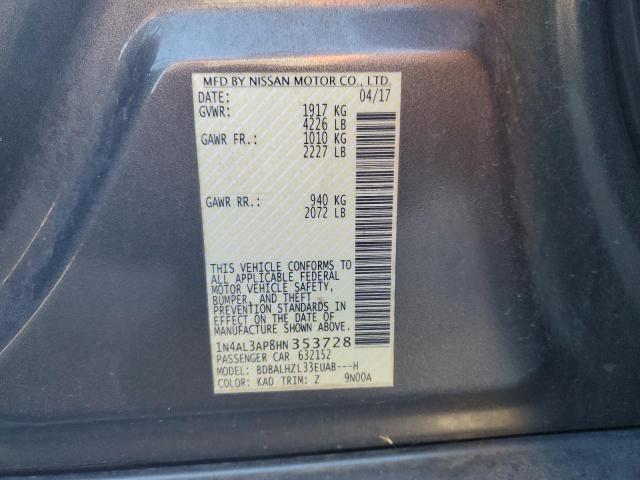 MFD BY NISSAN MOTOR CO., LTD.
DATE: 04/17
GVWR: 1917 KG
4226 LB
GAWR FR.: 1010 KG
2227 LB
GAWR RR.: 940 KG
2072 LB
THIS VEHICLE CONFORMS TO
ALL APPLICABLE FEDERAL
MOTOR VEHICLE SAFETY,
BUMPER, AND THEFT
PREVENTION STANDARDS IN
EFFECT ON THE DATE OF
MANUFACTURE SHOWN ABOVE.
1N4AL3AP8HN 353728
PASSENGER CAR 632152
MODEL: BDBALHZL33EUAB---H
COLOR: KAD TRIM: Z 9N00A